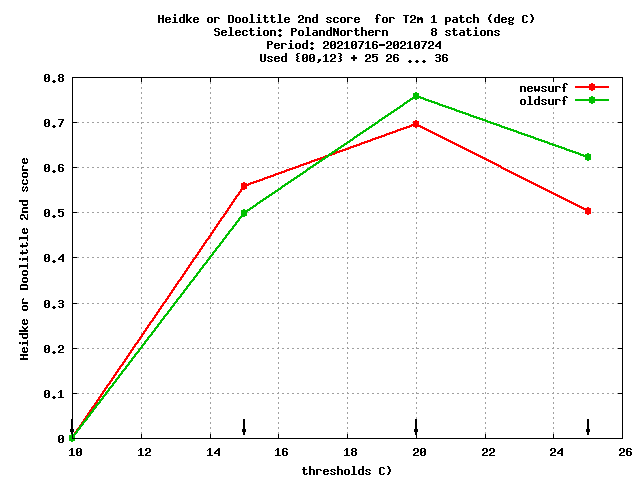 Heidke or Doolittle 2nd score  for T2m 1 patch (deg C)
Selection: PolandNorthern      8 stations
Period: 20210716-20210724
Used {00,12} + 25 26 ... 36
newsurf
oldsurf
Heidke or Doolittle 2nd score
0.8
0.7
0.6
0.5
0.4
0.3
0.2
0.1
0
10 12 14 16 18 20 22 24 26
thresholds C)